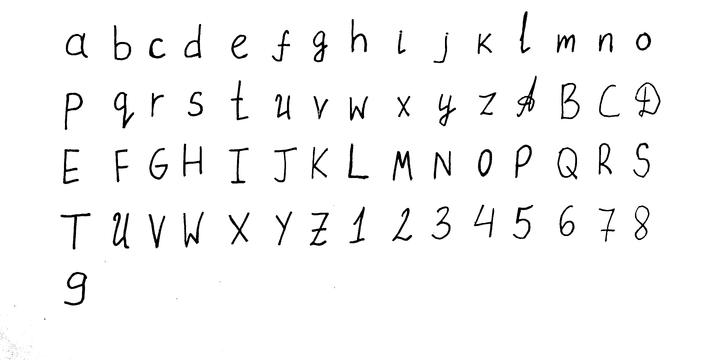 a b c d e f g h i j k l m n o
p q r s t u v w x y z A B C D
E F G H I J K L M N O P Q R S
T U V W X Y Z 1 2 3 4 5 6 7 8
9